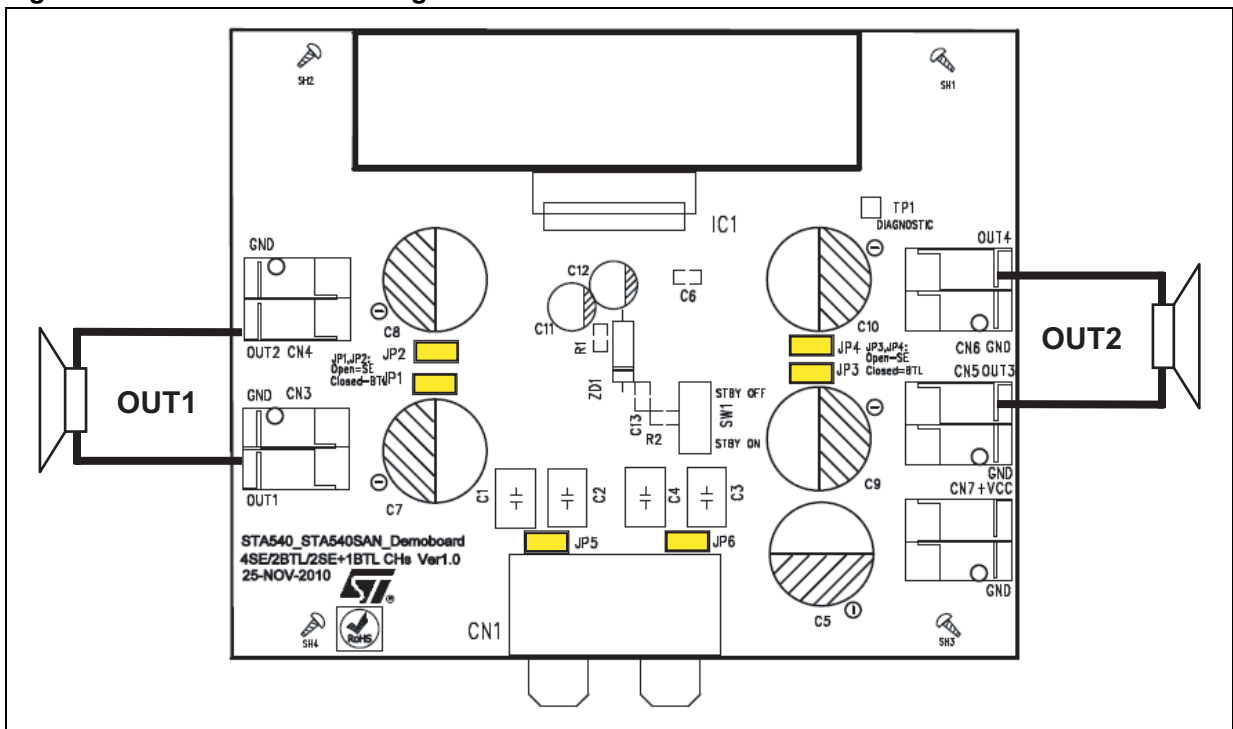 SH2
SH1
IC1
TP1
DIAGNOSTIC
GND
OUT4
C12
C6
C11
C8
C10
R1
OUT2 CN4
JP2
JP1,JP2:
Open=SE
Closed=BTL
JP1
JP4
JP3,JP4:
Open=SE
Closed=BTL
JP3
CN6 GND
CN5 OUT3
OUT2
OUT1
GND CN3
ZD1
C13
R2
STBY OFF
SW1
STBY ON
OUT1
C7
C1
C2
C4
C3
C9
GND
CN7 +VCC
STA540_STA540SAN_Demoboard
4SE/2BTL/2SE+1BTL CHs Ver1.0
25-NOV-2010
JP5
JP6
ST
RoHS
SH4
CN1
C5
GND
SH3